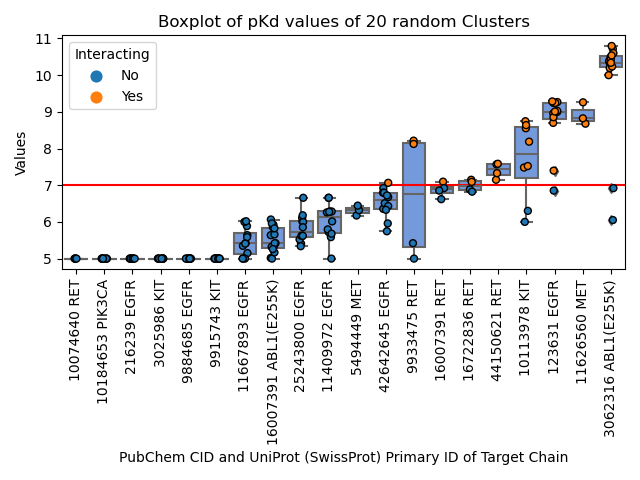 Boxplot of pKd values of 20 random Clusters
Interacting
No
Yes
Values
11
10
9
8
7
6
5
10074640 RET
10184653 PIK3CA
216239 EGFR
3025986 KIT
9884685 EGFR
9915743 KIT
11667893 EGFR
16007391 ABL1(E255K)
25243800 EGFR
11409972 EGFR
5494449 MET
42642645 EGFR
9933475 RET
16007391 RET
16722836 RET
44150621 RET
10113978 KIT
123631 EGFR
11626560 MET
3062316 ABL1(E255K)
PubChem CID and UniProt (SwissProt) Primary ID of Target Chain